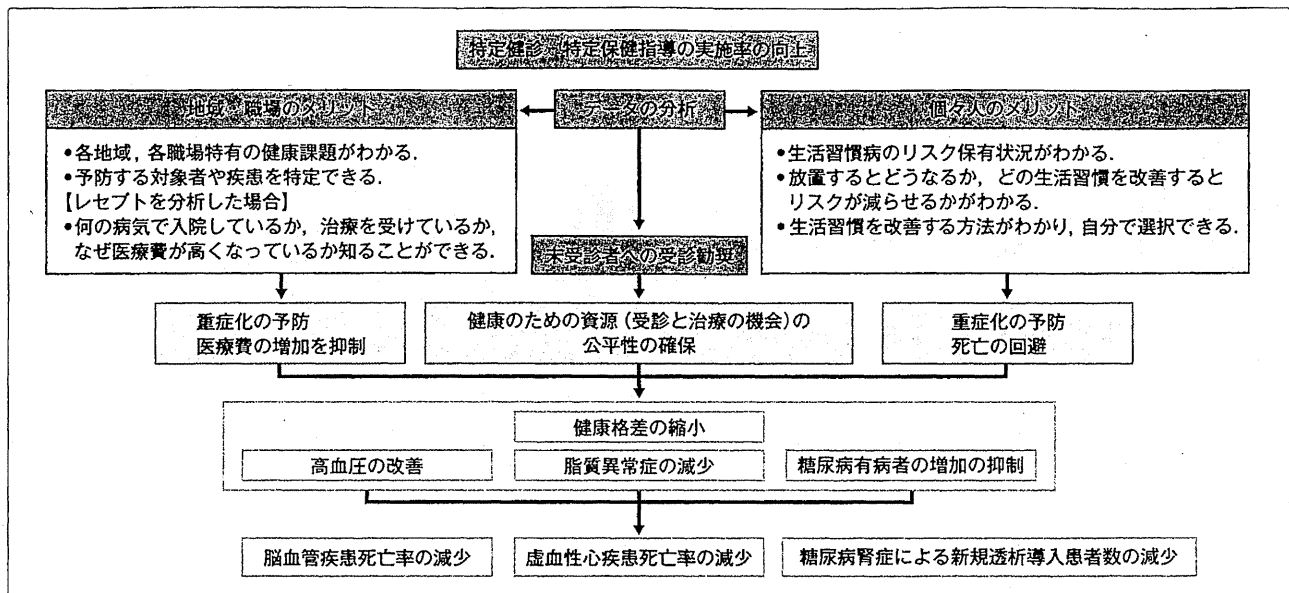 特定健診・特定保健指導の実施率の向上
地域・職場のメリット
データの分析
個々人のメリット
•各地域，各職場特有の健康課題がわかる．
•予防する対象者や疾患を特定できる．
【レセプトを分析した場合】
•何の病気で入院しているか，治療を受けているか，
なぜ医療費が高くなっているか知ることができる．
•生活習慣病のリスク保有状況がわかる．
•放置するとどうなるか，どの生活習慣を改善すると
リスクが減らせるかがわかる．
•生活習慣を改善する方法がわかり，自分で選択できる．
未受診者への受診勧奨
重症化の予防
医療費の増加を抑制
健康のための資源（受診と治療の機会）の
公平性の確保
重症化の予防
死亡の回避
健康格差の縮小
高血圧の改善
脂質異常症の減少
糖尿病有病者の増加の抑制
脳血管疾患死亡率の減少
虚血性心疾患死亡率の減少
糖尿病腎症による新規透析導入患者数の減少